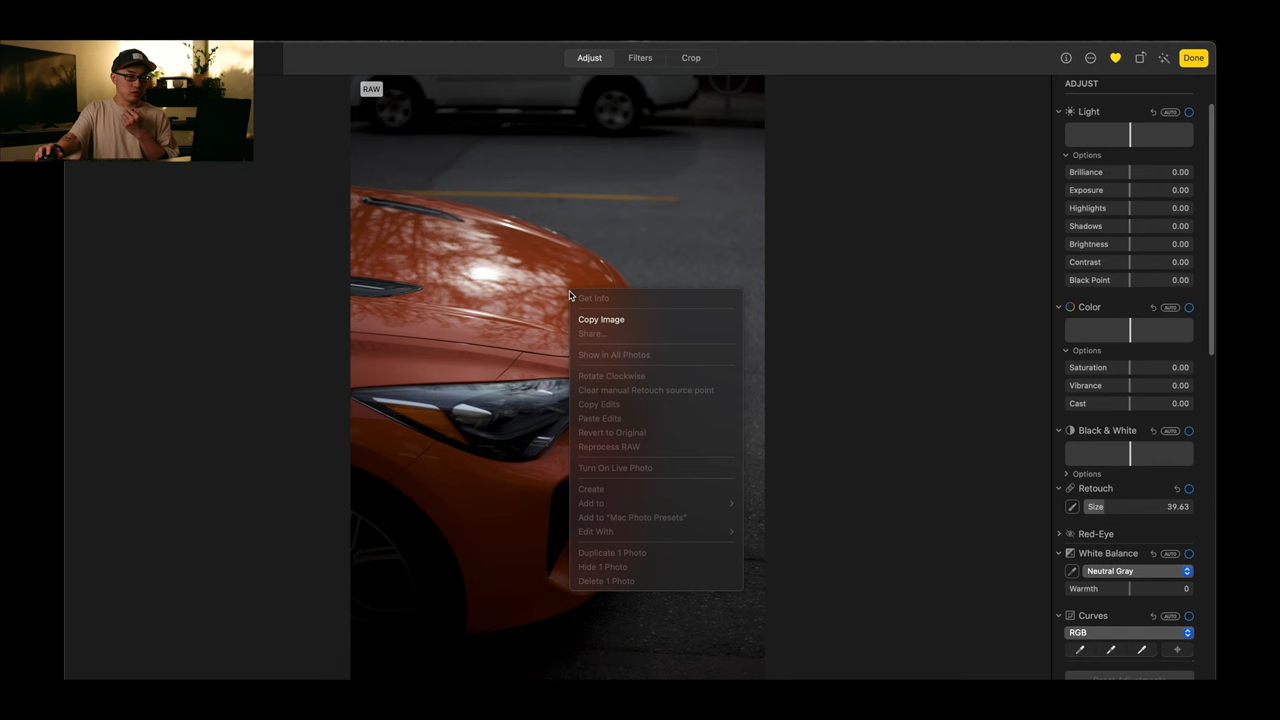 Adjust
Filters
Crop
Done
RAW
ADJUST
Light
AUTO
Options
Brilliance 0.00
Exposure 0.00
Highlights 0.00
Shadows 0.00
Brightness 0.00
Contrast 0.00
Black Point 0.00
Color
AUTO
Options
Saturation 0.00
Vibrance 0.00
Cast 0.00
Black & White
AUTO
Options
Retouch
Size 39.63
Red-Eye
White Balance
AUTO
Neutral Gray
Warmth 0
Curves
AUTO
RGB
Reset Adjustments
Get Info
Copy Image
Share...
Show in All Photos
Rotate Clockwise
Clear manual Retouch source point
Copy Edits
Paste Edits
Revert to Original
Reprocess RAW
Turn On Live Photo
Create
Add to
Add to "Mac Photo Presets"
Edit With
Duplicate 1 Photo
Hide 1 Photo
Delete 1 Photo